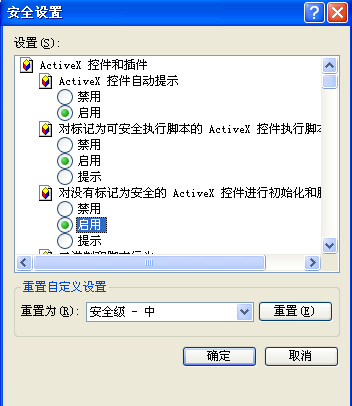 安全设置
设置(S):
ActiveX 控件和插件
ActiveX 控件自动提示
禁用
启用
对标记为可安全执行脚本的 ActiveX 控件执行脚本
禁用
启用
提示
对没有标记为安全的 ActiveX 控件进行初始化和
禁用
启用
提示
重置自定义设置
重置为(R): 安全级 - 中 重置(E)
确定 取消